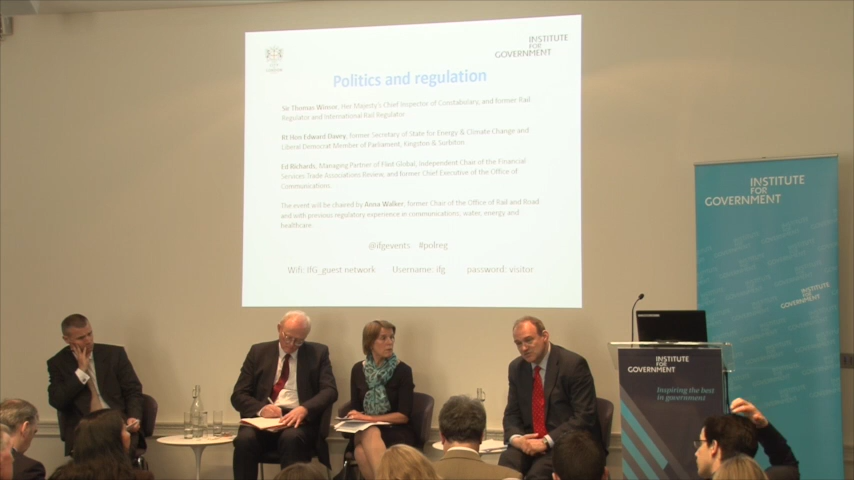 INSTITUTE
FOR
GOVERNMENT
Politics and regulation
Sir Thomas Winsor, Her Majesty's Chief Inspector of Constabulary, and former Rail
Regulator and International Rail Regulator
Rt Hon Edward Davey, former Secretary of State for Energy & Climate Change and
Liberal Democrat Member of Parliament, Kingston & Surbiton
Ed Richards, Managing Partner of Flint Global, Independent Chair of the Financial
Services Trade Associations Review, and former Chief Executive of the Office of
Communications
The event will be chaired by Anna Walker, former Chair of the Office of Rail and Road
and with previous regulatory experience in communications, water, energy and
healthcare.
@ifgevents #polreg
Wifi: IfG_guest network Username: ifg password: visitor
INSTITUTE
FOR
GOVERNMENT
INSTITUTE
FOR
GOVERNMENT
INSTITUTE
FOR
GOVERNMENT
Inspiring the best
in government